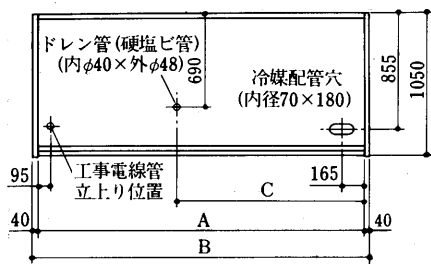 ドレン管(硬塩ビ管)
(内φ40×外φ48)
690
冷媒配管穴
(内径70×180)
855
1050
95
工事電線管
立上り位置
165
C
40
A
40
B